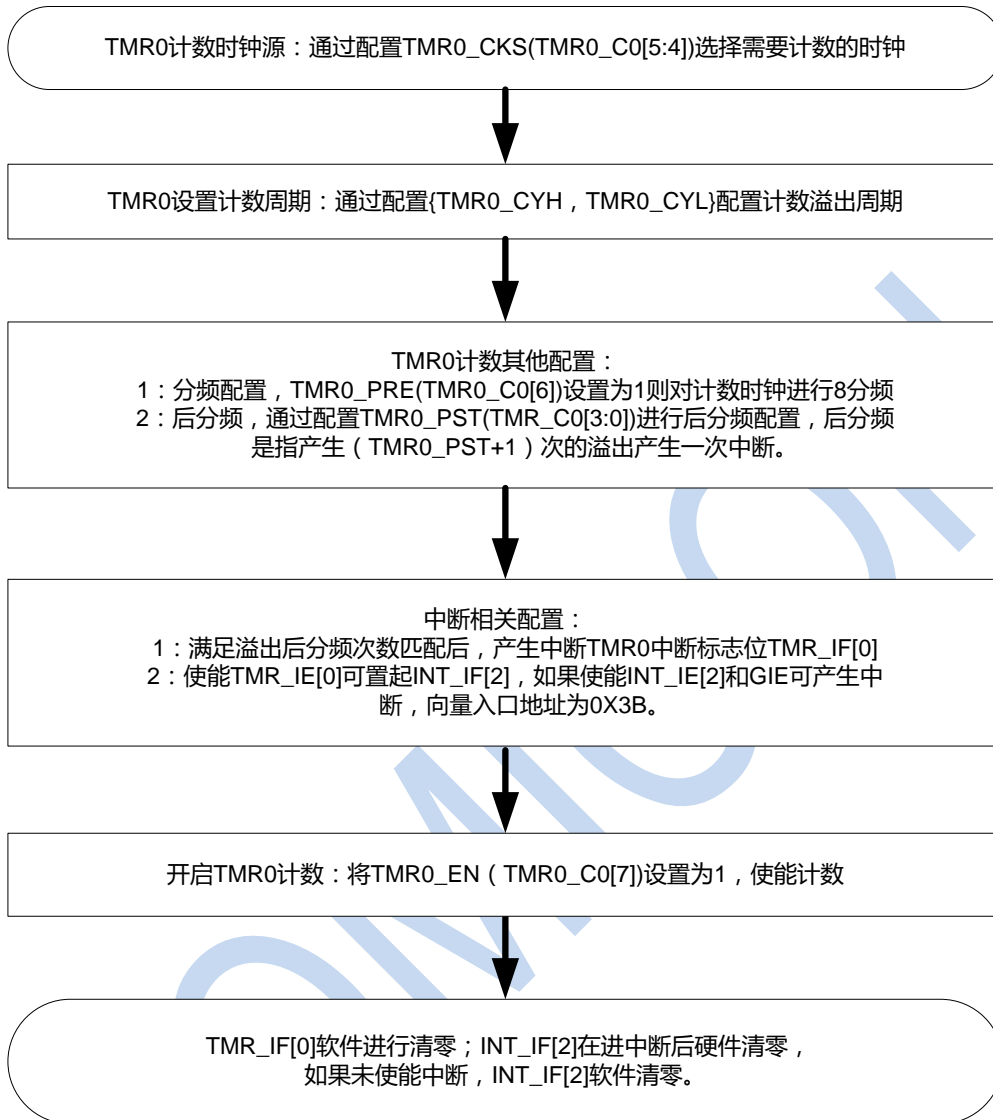 TMR0计数时钟源：通过配置TMR0_CKS(TMR0_C0[5:4])选择需要计数的时钟
TMR0设置计数周期：通过配置{TMR0_CYH，TMR0_CYL}配置计数溢出周期
TMR0计数其他配置：
1：分频配置，TMR0_PRE(TMR0_C0[6])设置为1则对计数时钟进行8分频
2：后分频，通过配置TMR0_PST(TMR_C0[3:0])进行后分频配置，后分频
是指产生（TMR0_PST+1）次的溢出产生一次中断。
中断相关配置：
1：满足溢出后分频次数匹配后，产生中断TMR0中断标志位TMR_IF[0]
2：使能TMR_IE[0]可置起INT_IF[2]，如果使能INT_IE[2]和GIE可产生中
断，向量入口地址为0X3B。
开启TMR0计数：将TMR0_EN（TMR0_C0[7])设置为1，使能计数
TMR_IF[0]软件进行清零；INT_IF[2]在进中断后硬件清零，
如果未使能中断，INT_IF[2]软件清零。